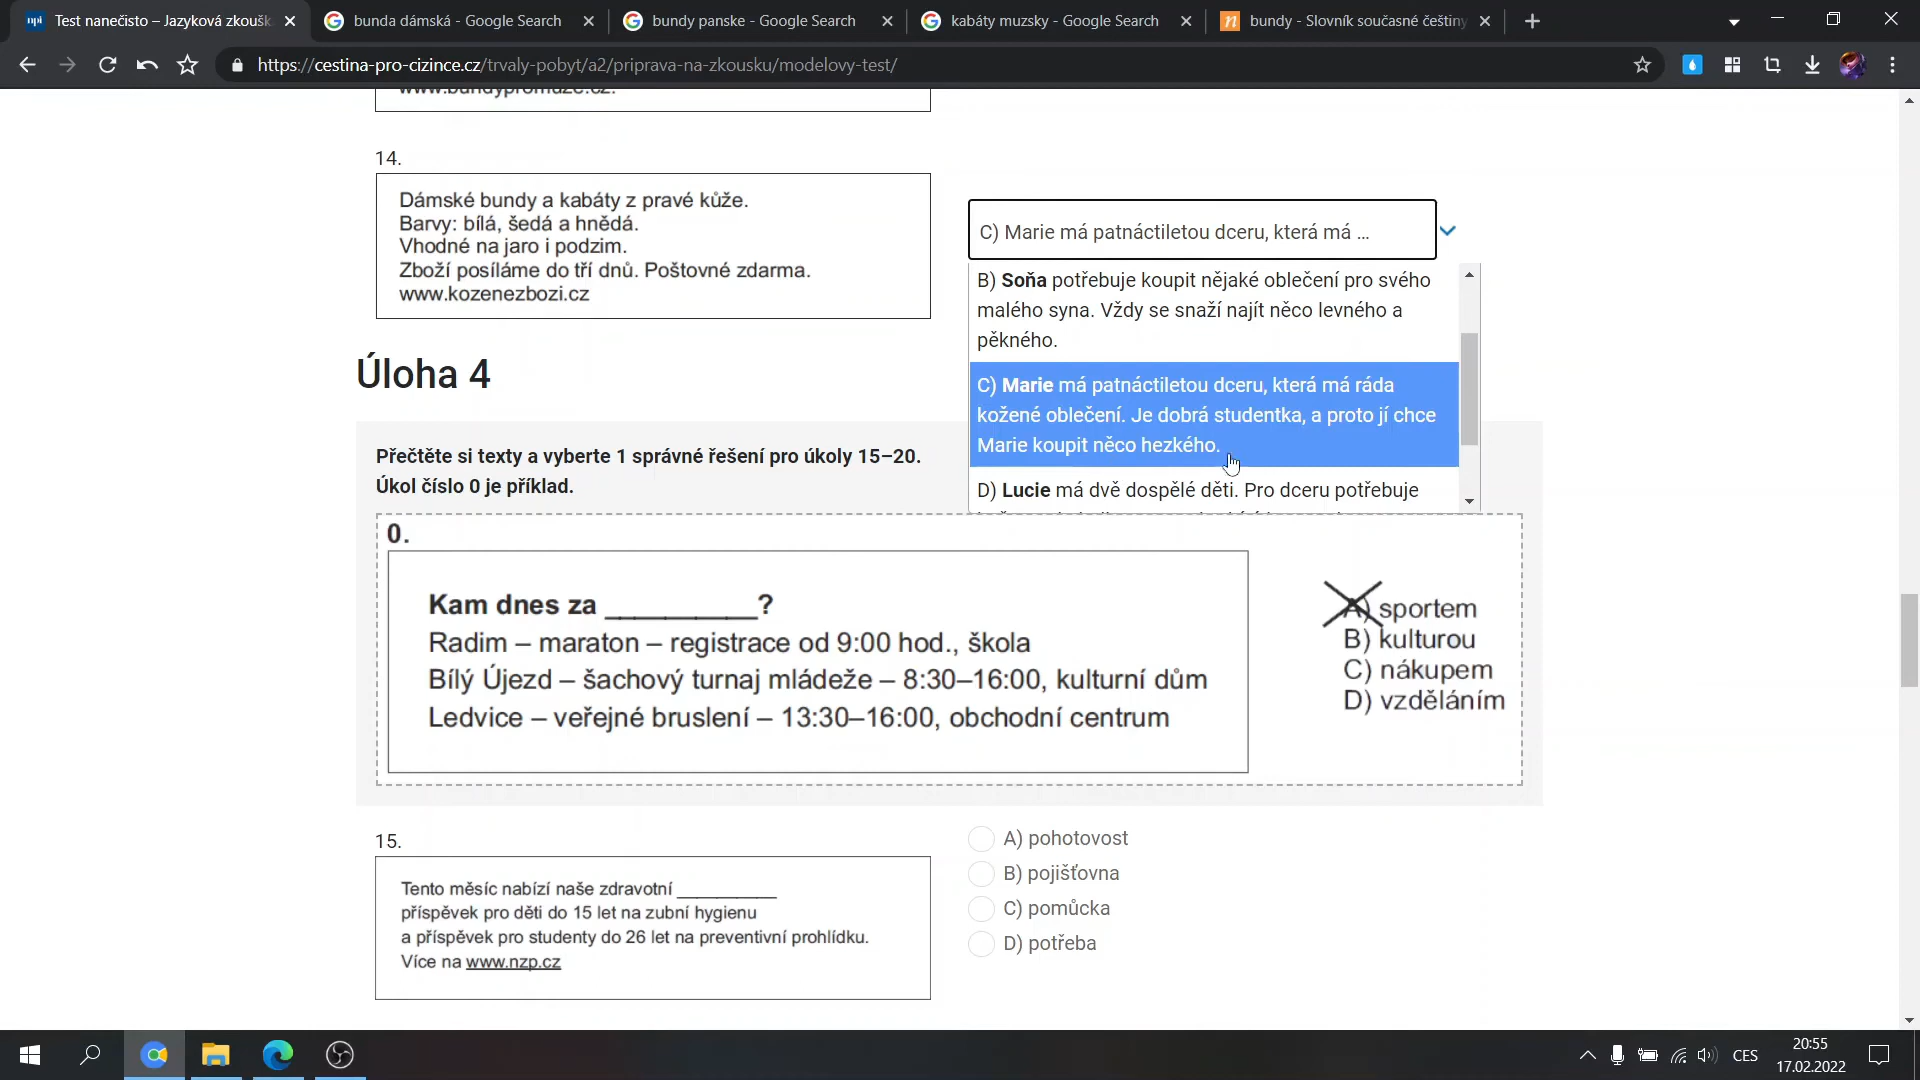 Test nanečisto – Jazyková zkoušk
bunda dámská - Google Search
bundy panske - Google Search
kabáty muzsky - Google Search
bundy - Slovník současné češtiny
https://cestina-pro-cizince.cz/trvaly-pobyt/a2/priprava-na-zkousku/modelovy-test/
www.bundypromuze.cz.
14.
Dámské bundy a kabáty z pravé kůže.
Barvy: bílá, šedá a hnědá.
Vhodné na jaro i podzim.
Zboží posíláme do tří dnů. Poštovné zdarma.
www.kozenezbozi.cz
C) Marie má patnáctiletou dceru, která má ...
B) Soňa potřebuje koupit nějaké oblečení pro svého
malého syna. Vždy se snaží najít něco levného a
pěkného.
C) Marie má patnáctiletou dceru, která má ráda
kožené oblečení. Je dobrá studentka, a proto jí chce
Marie koupit něco hezkého.
D) Lucie má dvě dospělé děti. Pro dceru potřebuje
Úloha 4
Přečtěte si texty a vyberte 1 správné řešení pro úkoly 15–20.
Úkol číslo 0 je příklad.
0.
Kam dnes za __________?
Radim – maraton – registrace od 9:00 hod., škola
Bílý Újezd – šachový turnaj mládeže – 8:30–16:00, kulturní dům
Ledvice – veřejné bruslení – 13:30–16:00, obchodní centrum
A) sportem
B) kulturou
C) nákupem
D) vzděláním
15.
Tento měsíc nabízí naše zdravotní __________
příspěvek pro děti do 15 let na zubní hygienu
a příspěvek pro studenty do 26 let na preventivní prohlídku.
Více na www.nzp.cz
A) pohotovost
B) pojišťovna
C) pomůcka
D) potřeba
CES
20:55
17.02.2022